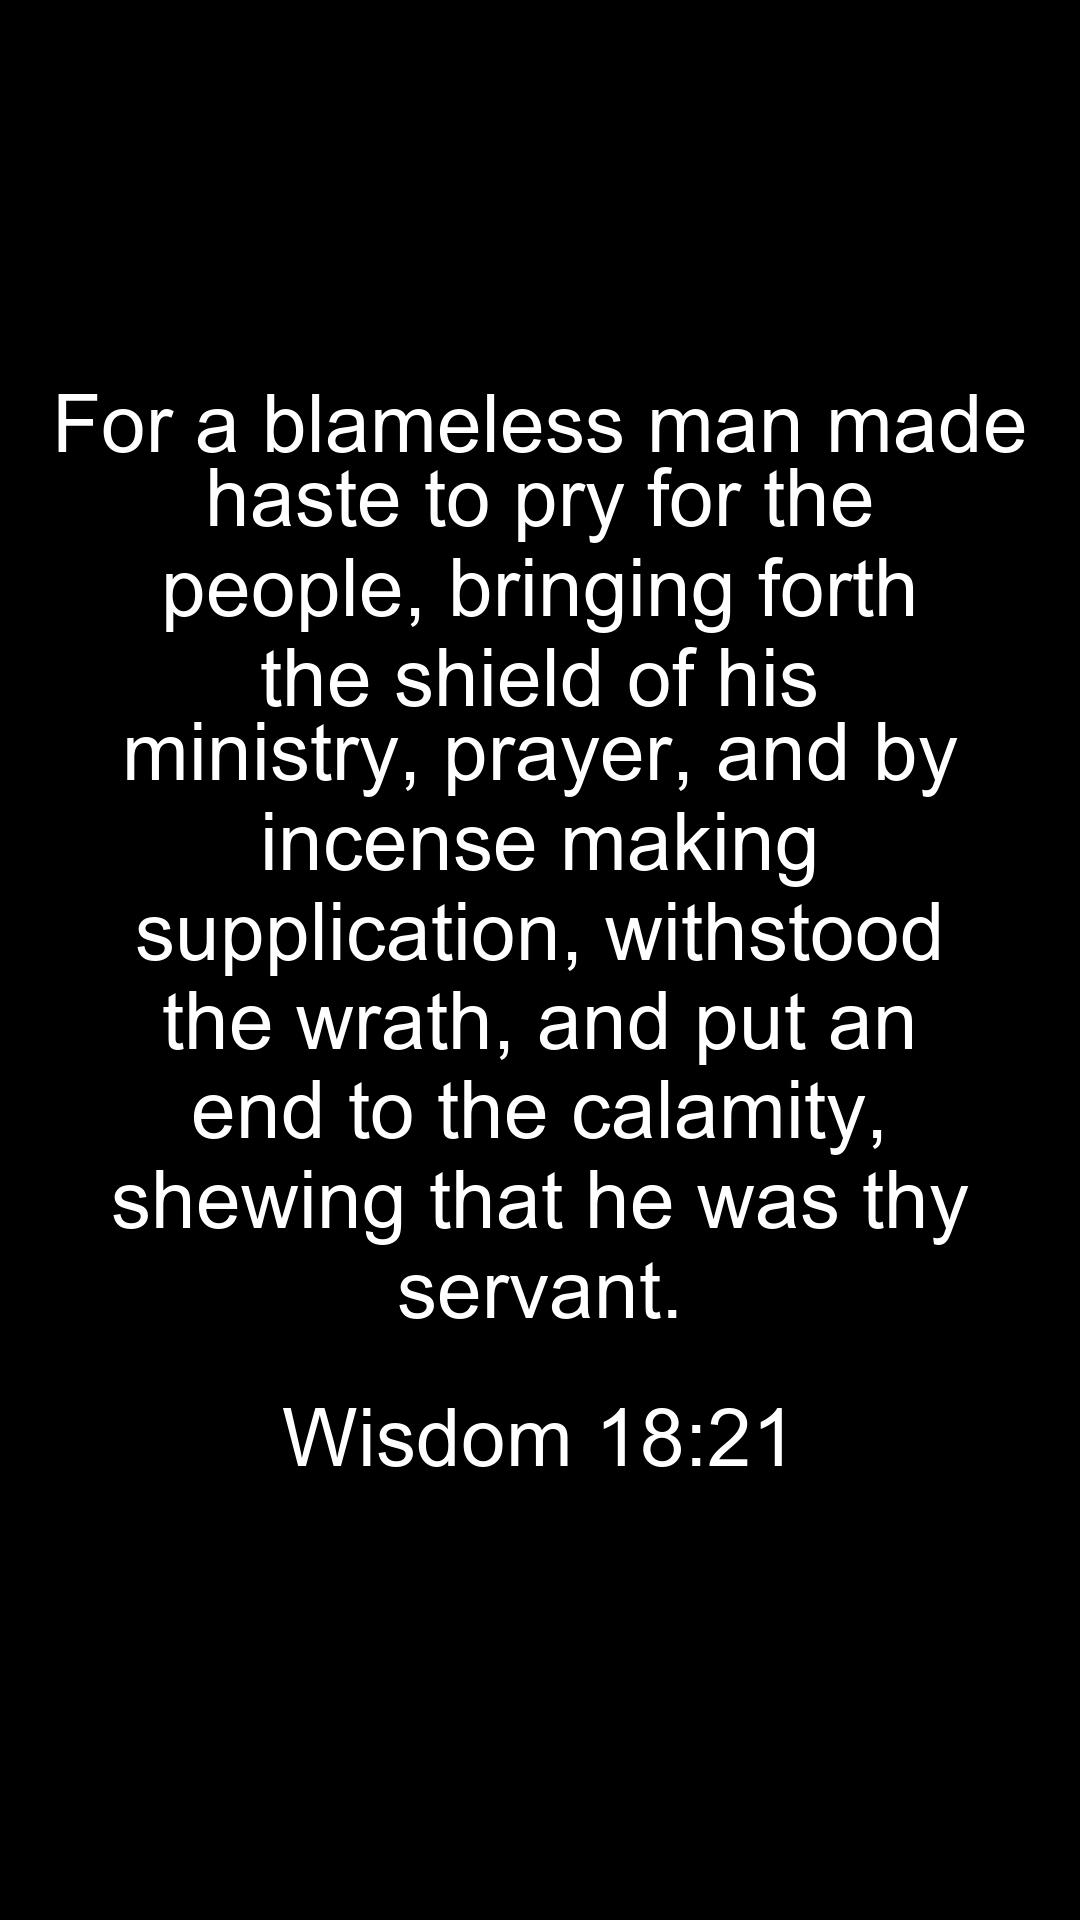 For a blameless man made
haste to pry for the
people, bringing forth
the shield of his
ministry, prayer, and by
incense making
supplication, withstood
the wrath, and put an
end to the calamity,
shewing that he was thy
servant.
Wisdom 18:21